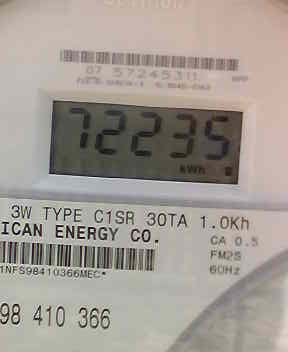 07 57245311
72235
kWh
3W TYPE C1SR 30TA 1.0Kh
ICAN ENERGY CO.
CA 0.5
FM2S
60Hz
1NFS98410366MEC*
98 410 366